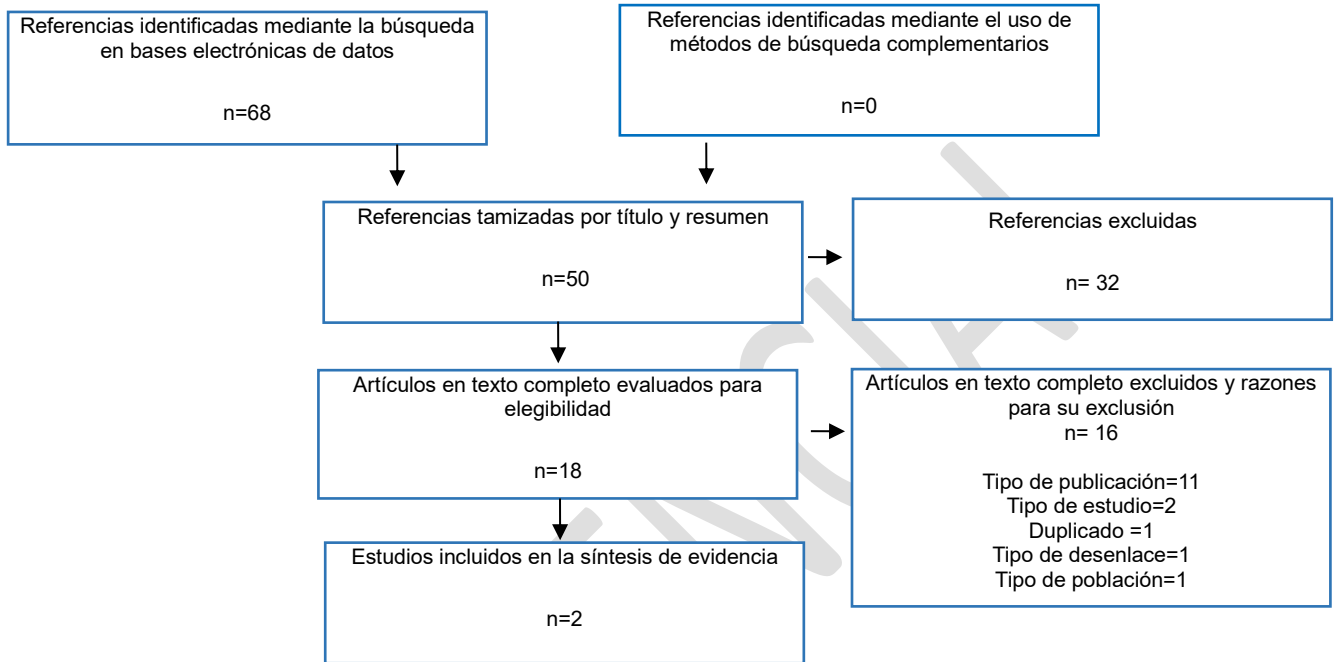 Referencias identificadas mediante la búsqueda
en bases electrónicas de datos
n=68
Referencias identificadas mediante el uso de
métodos de búsqueda complementarios
n=0
Referencias tamizadas por título y resumen
n=50
Referencias excluidas
n= 32
Artículos en texto completo evaluados para
elegibilidad
n=18
Artículos en texto completo excluidos y razones
para su exclusión
n= 16
Tipo de publicación=11
Tipo de estudio=2
Duplicado =1
Tipo de desenlace=1
Tipo de población=1
Estudios incluidos en la síntesis de evidencia
n=2